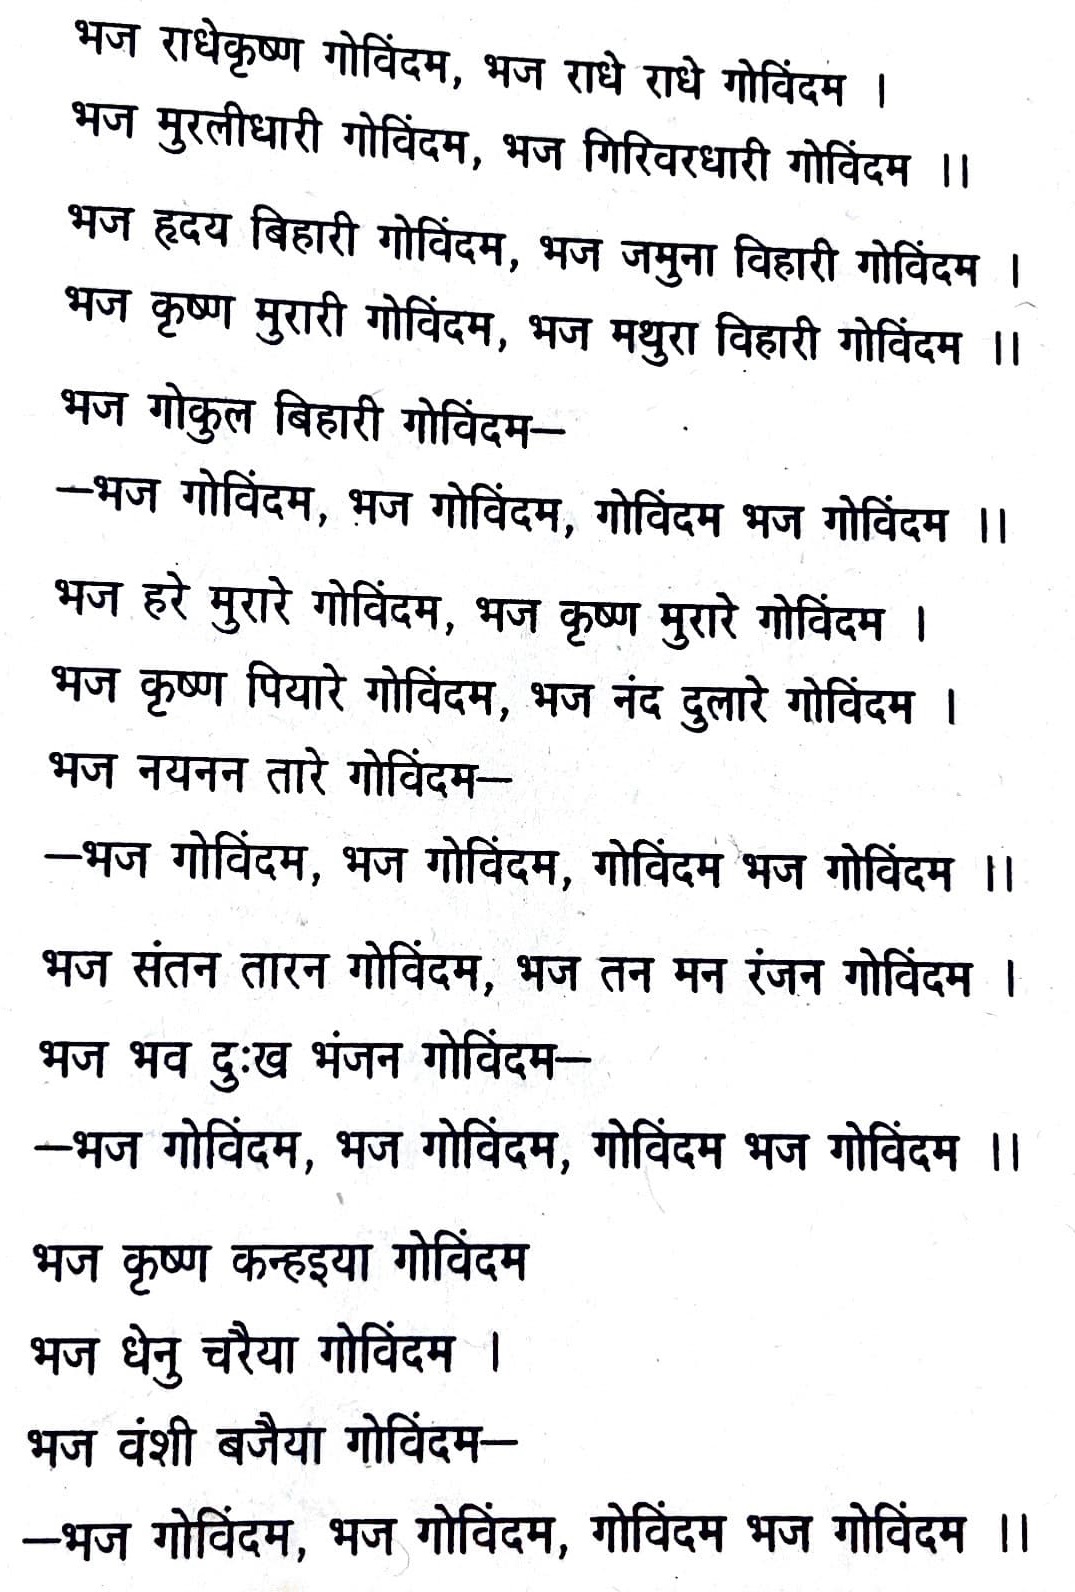 भज राधेकृष्ण गोविंदम, भज राधे राधे गोविंदम ।
भज मुरलीधारी गोविंदम, भज गिरिवरधारी गोविंदम ।।
भज हृदय बिहारी गोविंदम, भज जमुना विहारी गोविंदम ।
भज कृष्ण मुरारी गोविंदम, भज मथुरा विहारी गोविंदम ।।
भज गोकुल बिहारी गोविंदम—
—भज गोविंदम, भज गोविंदम, गोविंदम भज गोविंदम ।।
भज हरे मुरारे गोविंदम, भज कृष्ण मुरारे गोविंदम ।
भज कृष्ण पियारे गोविंदम, भज नंद दुलारे गोविंदम ।
भज नयनन तारे गोविंदम—
—भज गोविंदम, भज गोविंदम, गोविंदम भज गोविंदम ।।
भज संतन तारन गोविंदम, भज तन मन रंजन गोविंदम ।
भज भव दुःख भंजन गोविंदम—
—भज गोविंदम, भज गोविंदम, गोविंदम भज गोविंदम ।।
भज कृष्ण कन्हइया गोविंदम
भज धेनु चरैया गोविंदम ।
भज वंशी बजैया गोविंदम—
—भज गोविंदम, भज गोविंदम, गोविंदम भज गोविंदम ।।